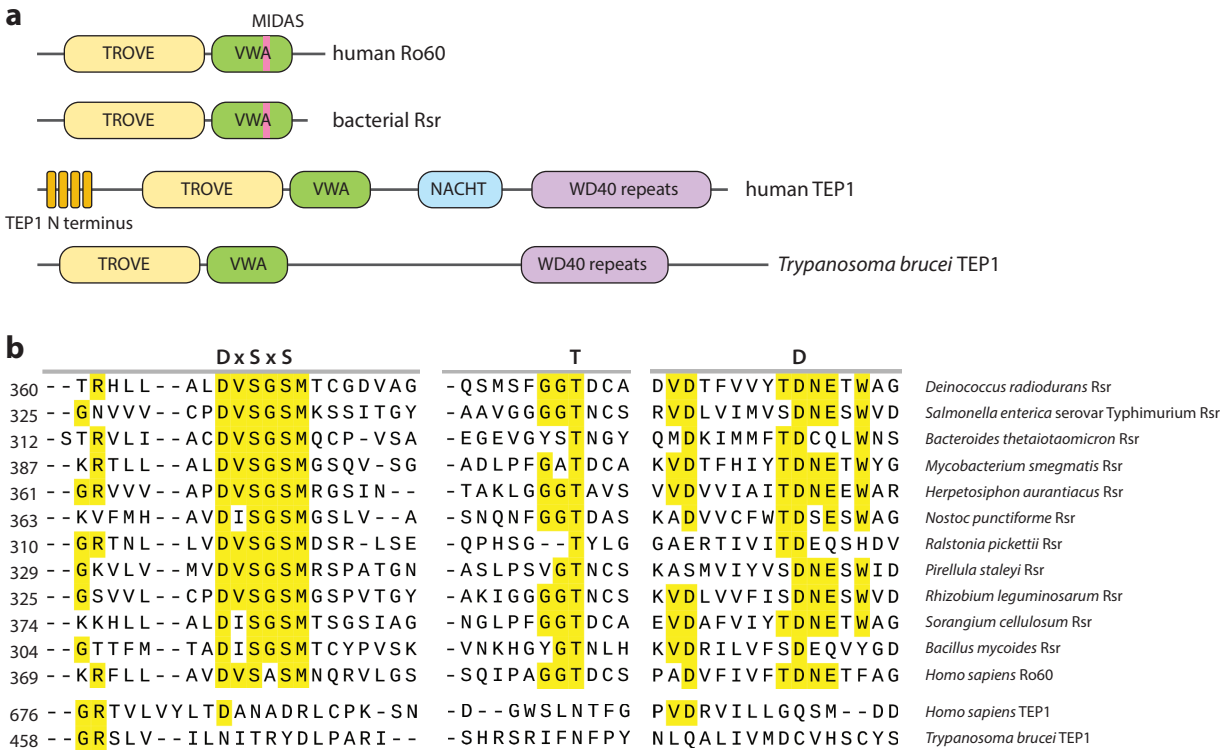 a
MIDAS
TROVE VWA human Ro60
TROVE VWA bacterial Rsr
TROVE VWA NACHT WD40 repeats human TEP1
TEP1 N terminus
TROVE VWA WD40 repeats Trypanosoma brucei TEP1
b
D x S x S T D
360 --TRHLL--ALDVSGSMTCGDVAG -QSMSFGGTDCA DVDTFVVYTDNETWAG Deinococcus radiodurans Rsr
325 --GNVVV--CPDVSGSMKSSITGY -AAVGGGGTNCS RVDLVIMVSDNESWVD Salmonella enterica serovar Typhimurium Rsr
312 -STRVLI--ACDVSGSMQCP-VSA -EGEVGYSTNGY QMDKIMMFTDCQLWNS Bacteroides thetaiotaomicron Rsr
387 --KRTLL--ALDVSGSMGSQV-SG -ADLPFGATDCA KVDTFHIYTDNETWYG Mycobacterium smegmatis Rsr
361 --GRVVV--APDVSGSMRGSIN-- -TAKLGGGTAVS VVDVVIAITDNEEWAR Herpetosiphon aurantiacus Rsr
363 --KVFMH--AVDISGSMGSLV--A -SNQNFGGTDAS KADVVCFWTDSESWAG Nostoc punctiforme Rsr
310 --GRTNL--LVDVSGSMDSR-LSE -QPHSG--TYLG GAERTIVITDEQSHDV Ralstonia pickettii Rsr
329 --GKVLV--MVDVSGSMRSPATGN -ASLPSVGTNCS KASMVIYVSDNESWID Pirellula staleyi Rsr
325 --GSVVL--CPDVSGSMGSPVTGY -AKIGGGGTNCS KVDLVVFISDNESWVD Rhizobium leguminosarum Rsr
374 --KKHLL--ALDISGSMTSGSIAG -NGLPFGGTDCA EVDAFVIYTDNETWAG Sorangium cellulosum Rsr
304 --GTTFM--TADISGSMTCYPVSK -VNKHGYGTNLH KVDRILVFSDEQVYGD Bacillus mycoides Rsr
369 --KRFLL--AVDVSASMNQRVLGS -SQIPAGGTDCS PADVFIVFTDNETFAG Homo sapiens Ro60
676 --GRTVLVYLTDANADRLCPK-SN -D--GWSLNTFG PVDRVILLGQSM--DD Homo sapiens TEP1
458 --GRSLV--ILNITRYDLPARI-- -SHRSRIFNFPY NLQALIVMDCVHSCYS Trypanosoma brucei TEP1